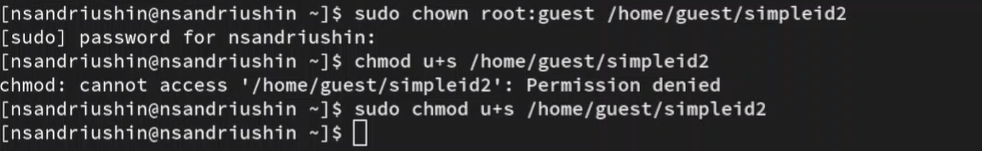 [nsandriushin@nsandriushin ~]$ sudo chown root:guest /home/guest/simpleid2
[sudo] password for nsandriushin:
[nsandriushin@nsandriushin ~]$ chmod u+s /home/guest/simpleid2
chmod: cannot access '/home/guest/simpleid2': Permission denied
[nsandriushin@nsandriushin ~]$ sudo chmod u+s /home/guest/simpleid2
[nsandriushin@nsandriushin ~]$